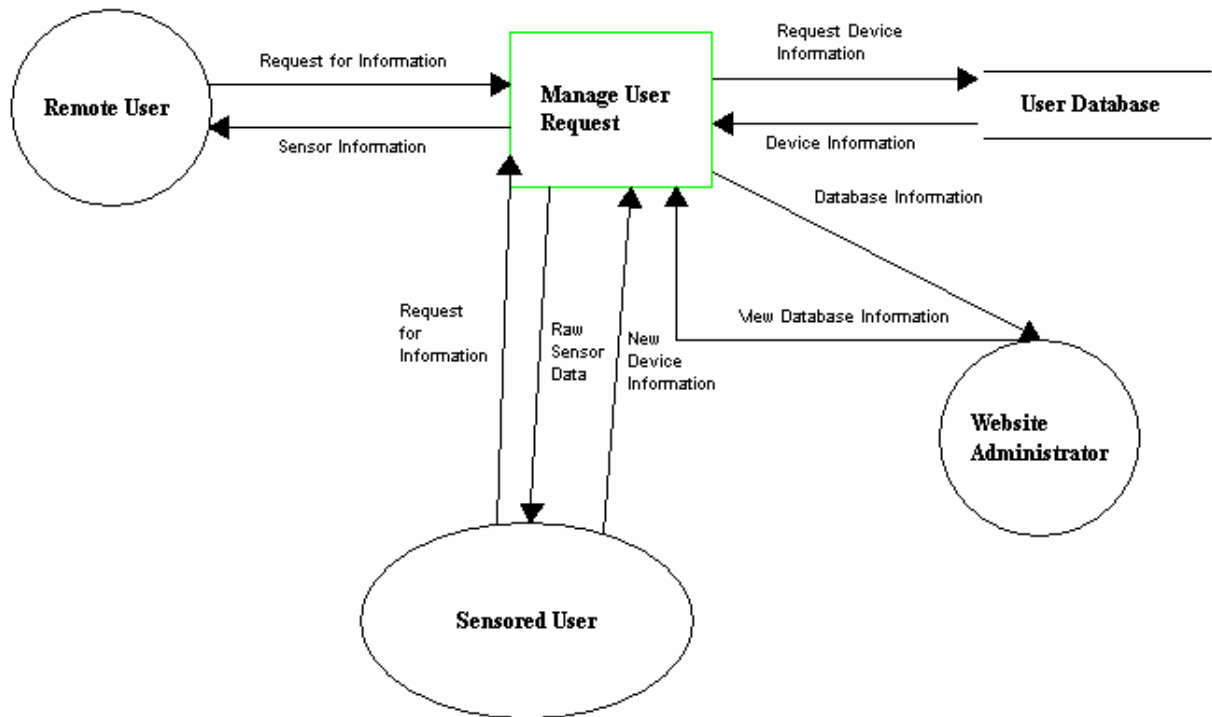 Request Device
Information
Request for Information
Manage User
Request
Remote User
User Database
Sensor Information
Device Information
Database Information
Request
for
Information
Raw
Sensor
Data
New
Device
Information
View Database Information
Website
Administrator
Sensored User